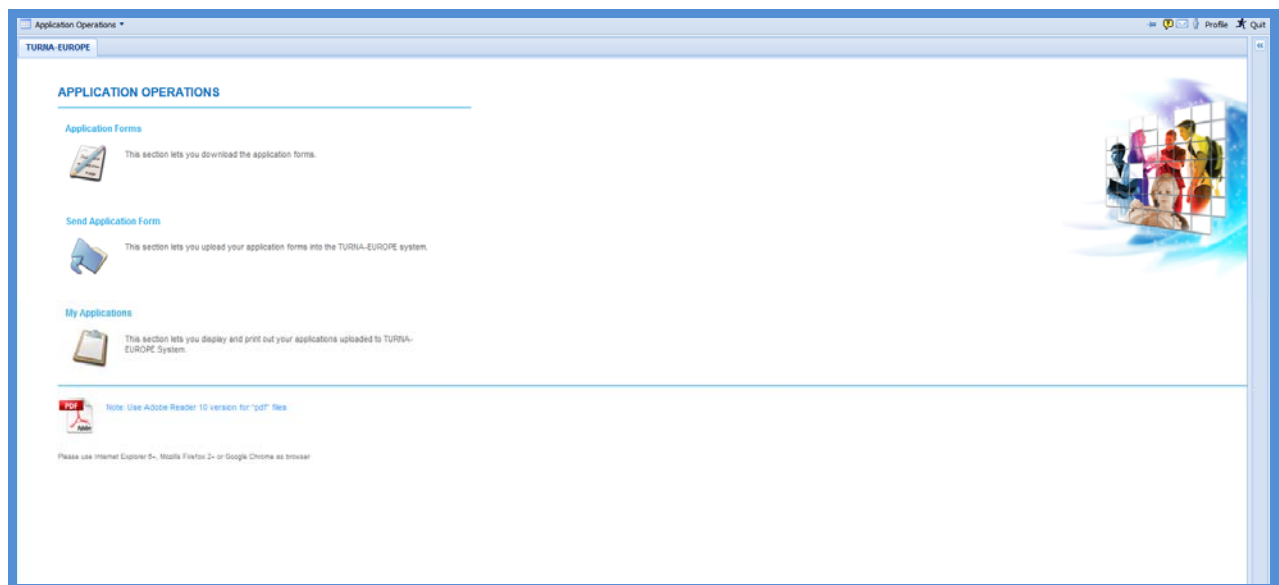 Application Operations
Profile Quit
TURNA-EUROPE
APPLICATION OPERATIONS
Application Forms
This section lets you download the application forms.
Send Application Form
This section lets you upload your application forms into the TURNA-EUROPE system.
My Applications
This section lets you display and print out your applications uploaded to TURNA-
EUROPE System.
PDF
Adobe
Note: Use Adobe Reader 10 version for "pdf" files
Please use Internet Explorer 6+, Mozilla Firefox 2+ or Google Chrome as browser